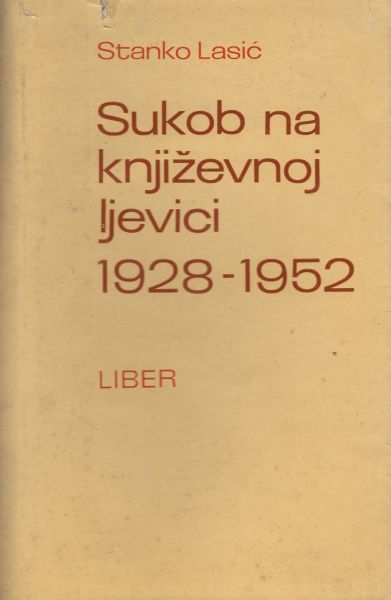 Stanko Lasić
Sukob na
književnoj
ljevici
1928-1952
LIBER